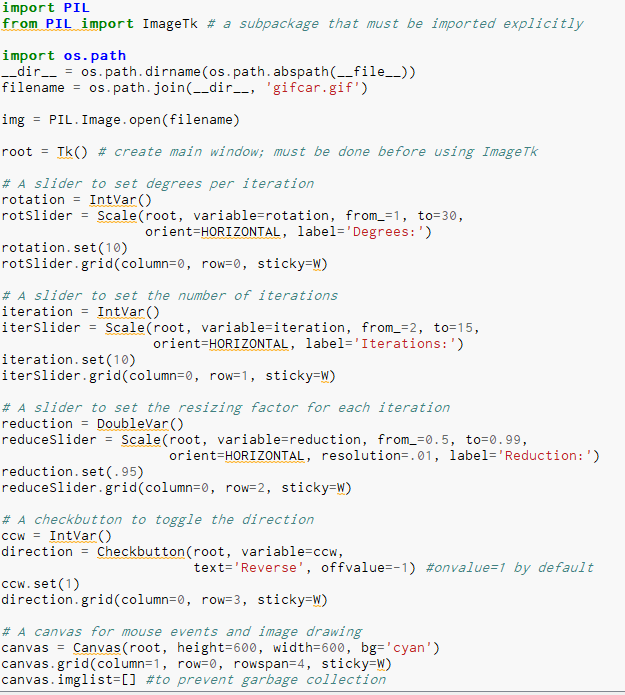 import PIL
from PIL import ImageTk # a subpackage that must be imported explicitly
import os.path
__dir__ = os.path.dirname(os.path.abspath(__file__))
filename = os.path.join(__dir__, 'gifcar.gif')
img = PIL.Image.open(filename)
root = Tk() # create main window; must be done before using ImageTk
# A slider to set degrees per iteration
rotation = IntVar()
rotSlider = Scale(root, variable=rotation, from_=1, to=30,
orient=HORIZONTAL, label='Degrees:')
rotation.set(10)
rotSlider.grid(column=0, row=0, sticky=W)
# A slider to set the number of iterations
iteration = IntVar()
iterSlider = Scale(root, variable=iteration, from_=2, to=15,
orient=HORIZONTAL, label='Iterations:')
iteration.set(10)
iterSlider.grid(column=0, row=1, sticky=W)
# A slider to set the resizing factor for each iteration
reduction = DoubleVar()
reduceSlider = Scale(root, variable=reduction, from_=0.5, to=0.99,
orient=HORIZONTAL, resolution=.01, label='Reduction:')
reduction.set(.95)
reduceSlider.grid(column=0, row=2, sticky=W)
# A checkbutton to toggle the direction
ccw = IntVar()
direction = Checkbutton(root, variable=ccw,
text='Reverse', offvalue=-1) #onvalue=1 by default
ccw.set(1)
direction.grid(column=0, row=3, sticky=W)
# A canvas for mouse events and image drawing
canvas = Canvas(root, height=600, width=600, bg='cyan')
canvas.grid(column=1, row=0, rowspan=4, sticky=W)
canvas.imglist=[] #to prevent garbage collection